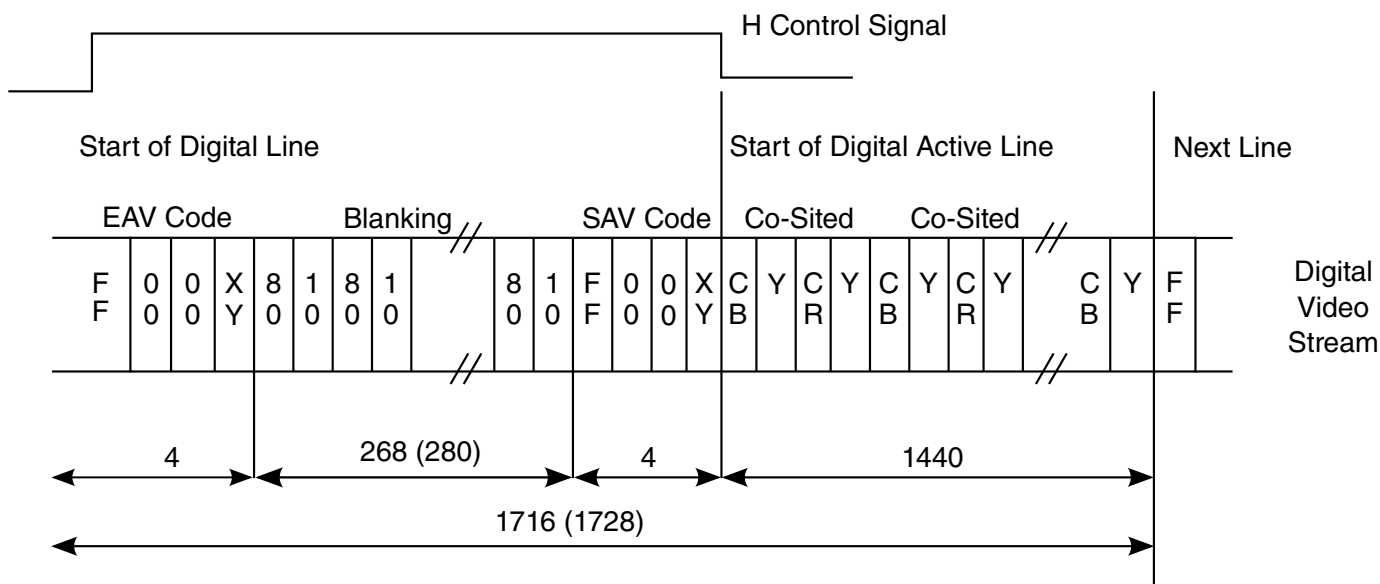 H Control Signal
Start of Digital Line
Start of Digital Active Line
Next Line
EAV Code
Blanking
SAV Code
Co-Sited
Co-Sited
FF 00 00 XY 80 10 80 10 80 10 FF 00 00 XY CB Y CR Y CB Y CR Y CB Y FF
Digital
Video
Stream
4
268 (280)
4
1440
1716 (1728)